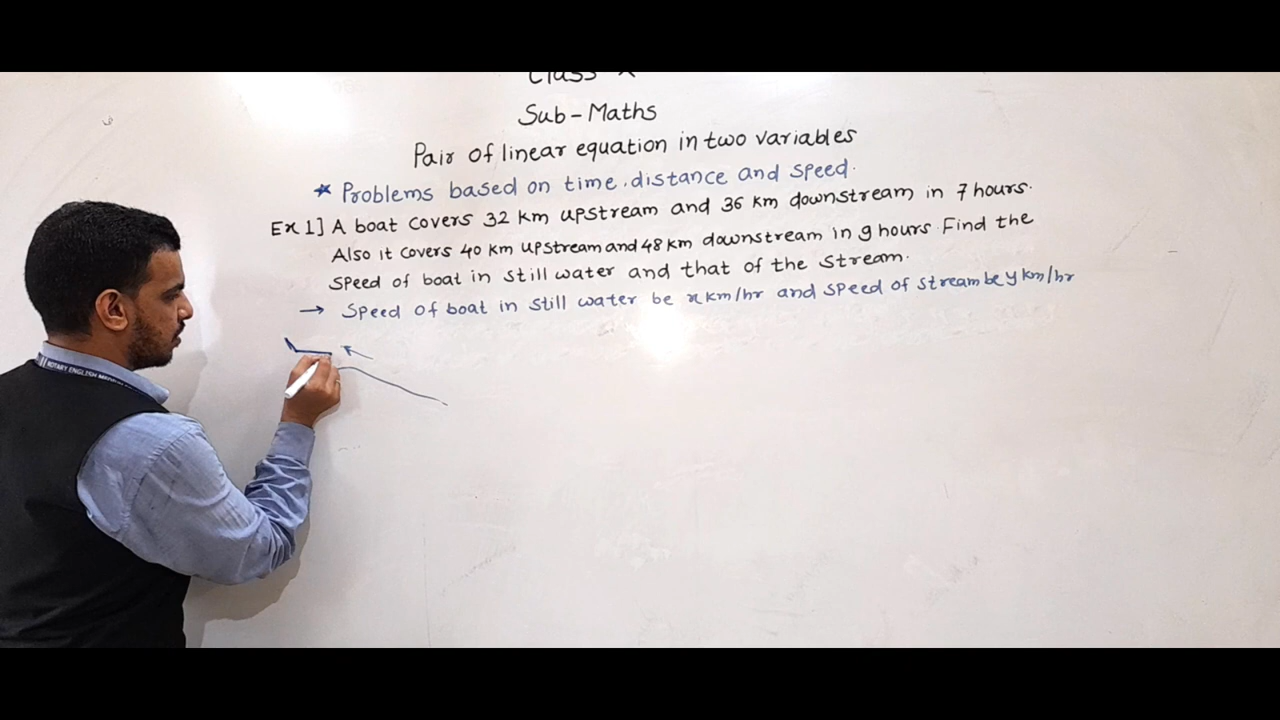 Class X
Sub-Maths
Pair of linear equation in two variables
* Problems based on time, distance and speed.
Ex 1] A boat covers 32 km upstream and 36 km downstream in 7 hours.
Also it covers 40 km upstream and 48 km downstream in 9 hours. Find the
speed of boat in still water and that of the stream.
→ Speed of boat in still water be x km/hr and speed of stream be y km/hr
ROTARY ENGLISH